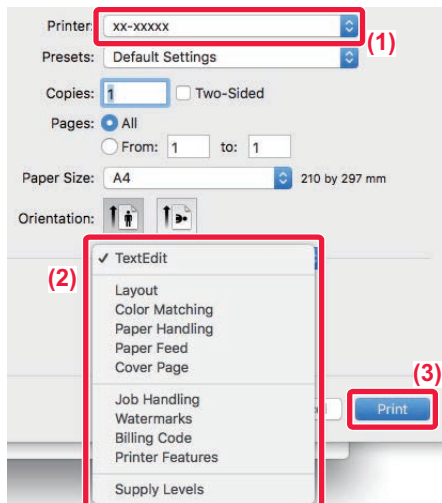 Printer: xx-xxxxx
(1)
Presets: Default Settings
Copies: 1 Two-Sided
Pages: All
From: 1 to: 1
Paper Size: A4 210 by 297 mm
Orientation:
(2)
✓ TextEdit
Layout
Color Matching
Paper Handling
Paper Feed
Cover Page
Job Handling
Watermarks
Billing Code
Printer Features
Supply Levels
(3)
Print